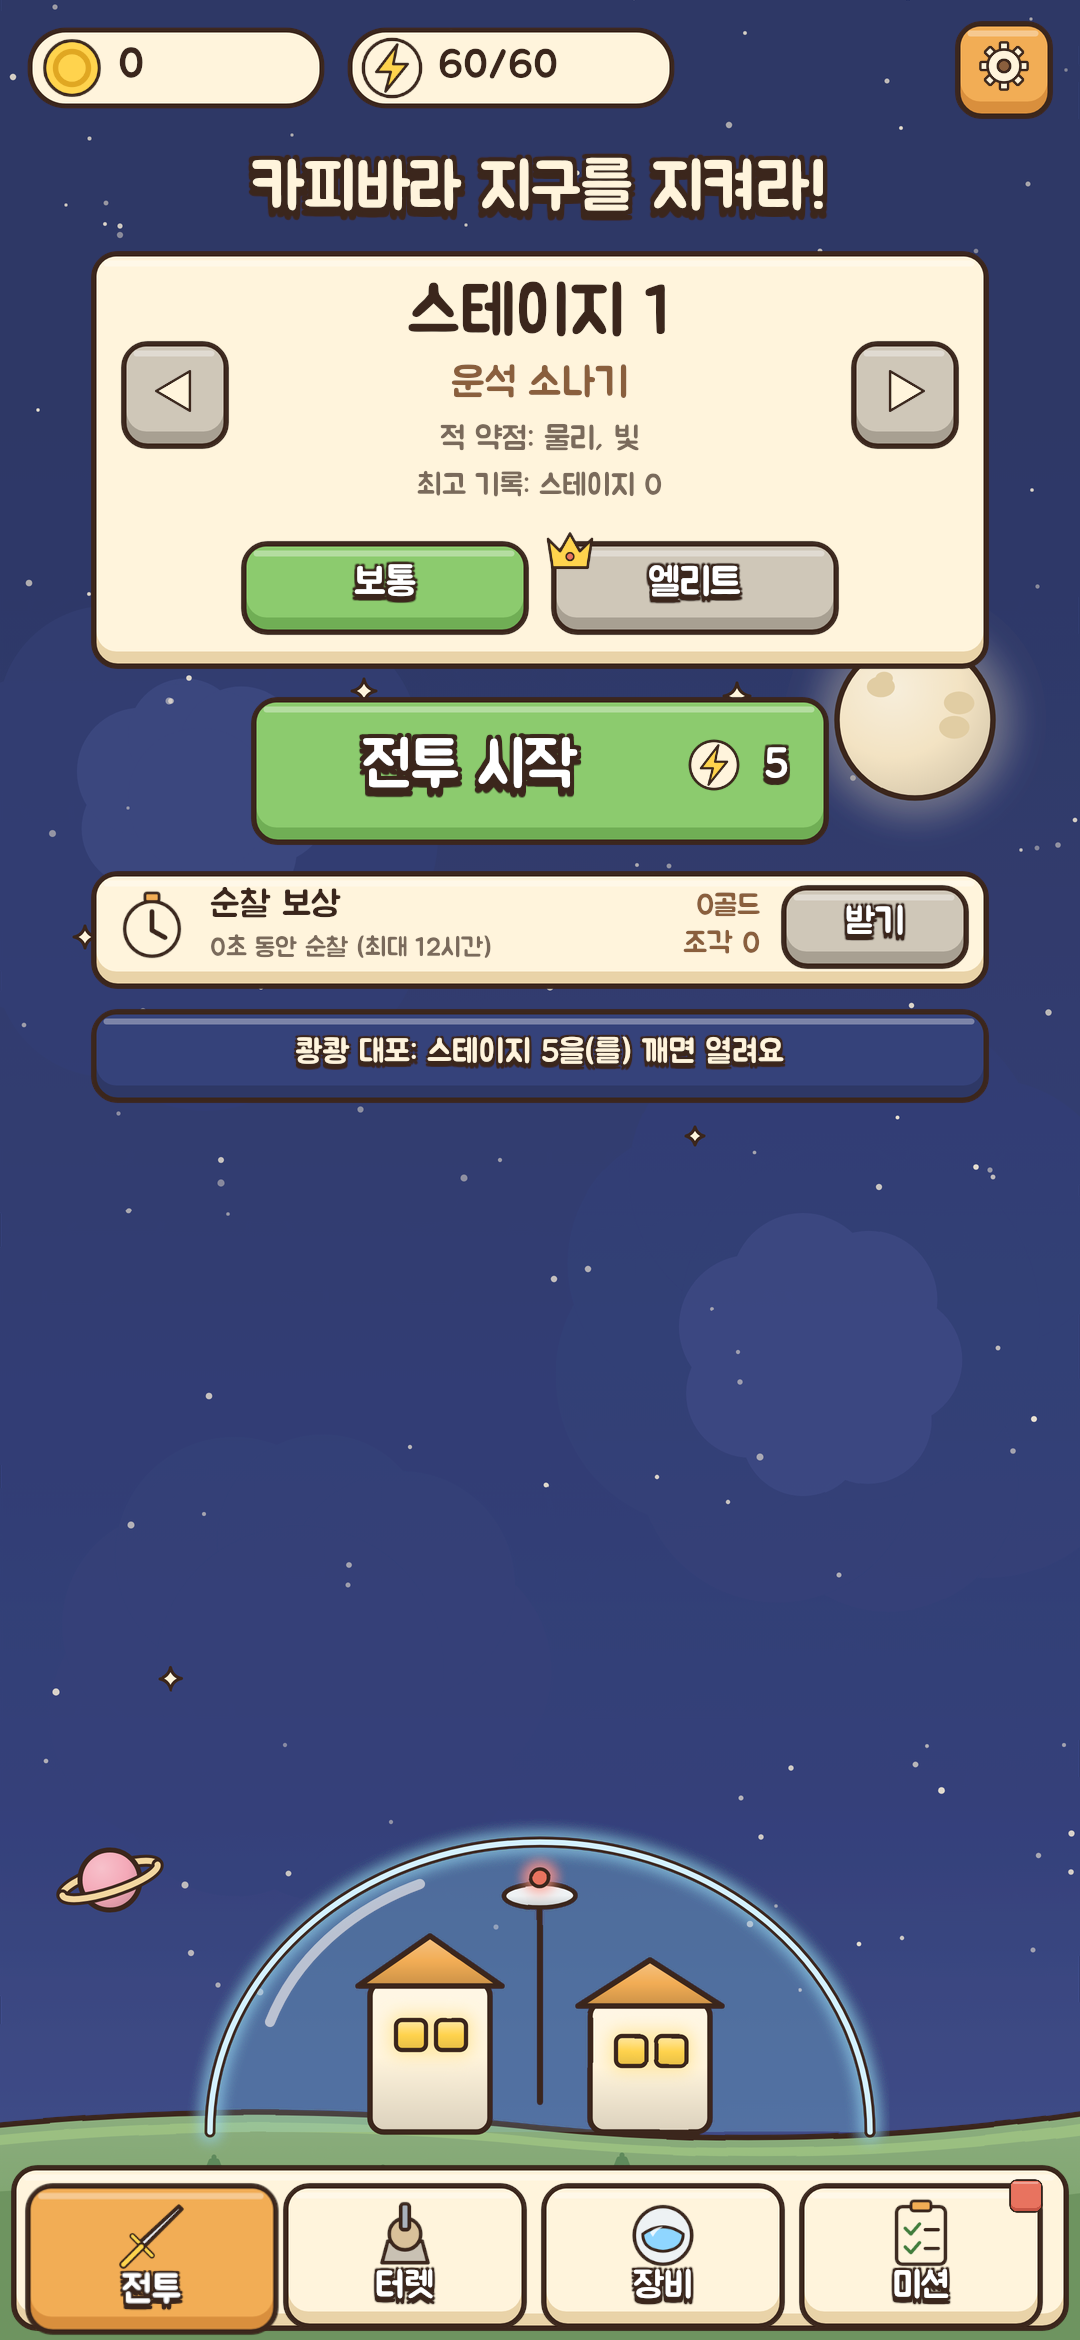 0
60/60
카피바라 지구를 지켜라!
스테이지 1
운석 소나기
적 약점: 물리, 빛
최고 기록: 스테이지 0
보통
엘리트
전투 시작
5
순찰 보상
0초 동안 순찰 (최대 12시간)
0골드
조각 0
받기
쾅쾅 대포: 스테이지 5을(를) 깨면 열려요
전투
터렛
장비
미션